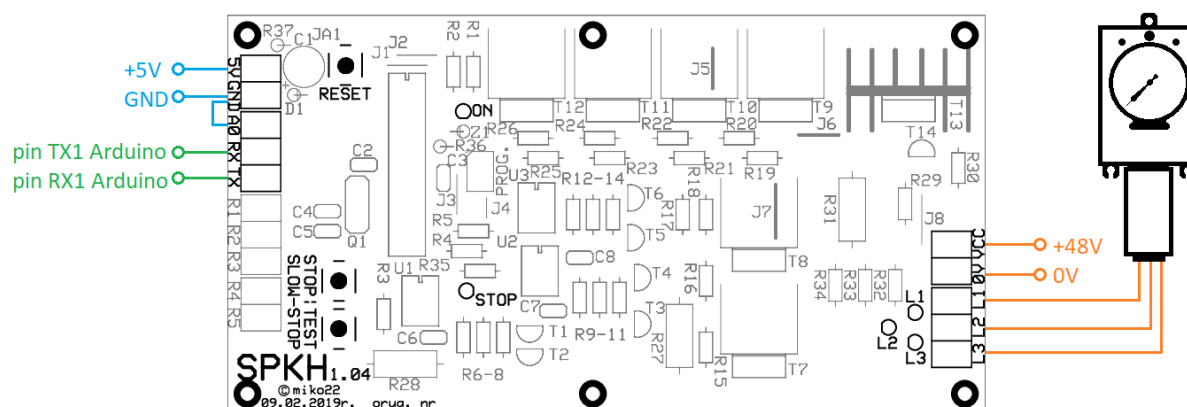 +5V
GND
pin TX1 Arduino
pin RX1 Arduino
5V
GND
A0
RX
TX
R1
R2
R3
R4
R5
R37
C1
JA1
D1
RESET
J1
J2
R2
R1
ON
Z1
R36
C3
PROG.
C2
J3
J4
C4
C5
Q1
R5
R4
U1
R35
STOP
STOP:TEST
SLOW-STOP
R3
C6
R28
SPKH 1.04
©miko22
09.02.2019r. oryg. nr
R6-8
T1
T2
J5
T12
T11
T10
T9
J6
R26
R24
R22
R20
R25
R23
R21
R19
U3
R12-14
T6
R17
R18
J7
T5
U2
C8
T4
R16
T8
C7
R9-11
T3
R27
R15
T7
T13
T14
R30
R29
R31
J8
R34
R33
R32
VCC
0V
L1
L2
L3
L1
L2
L3
+48V
0V